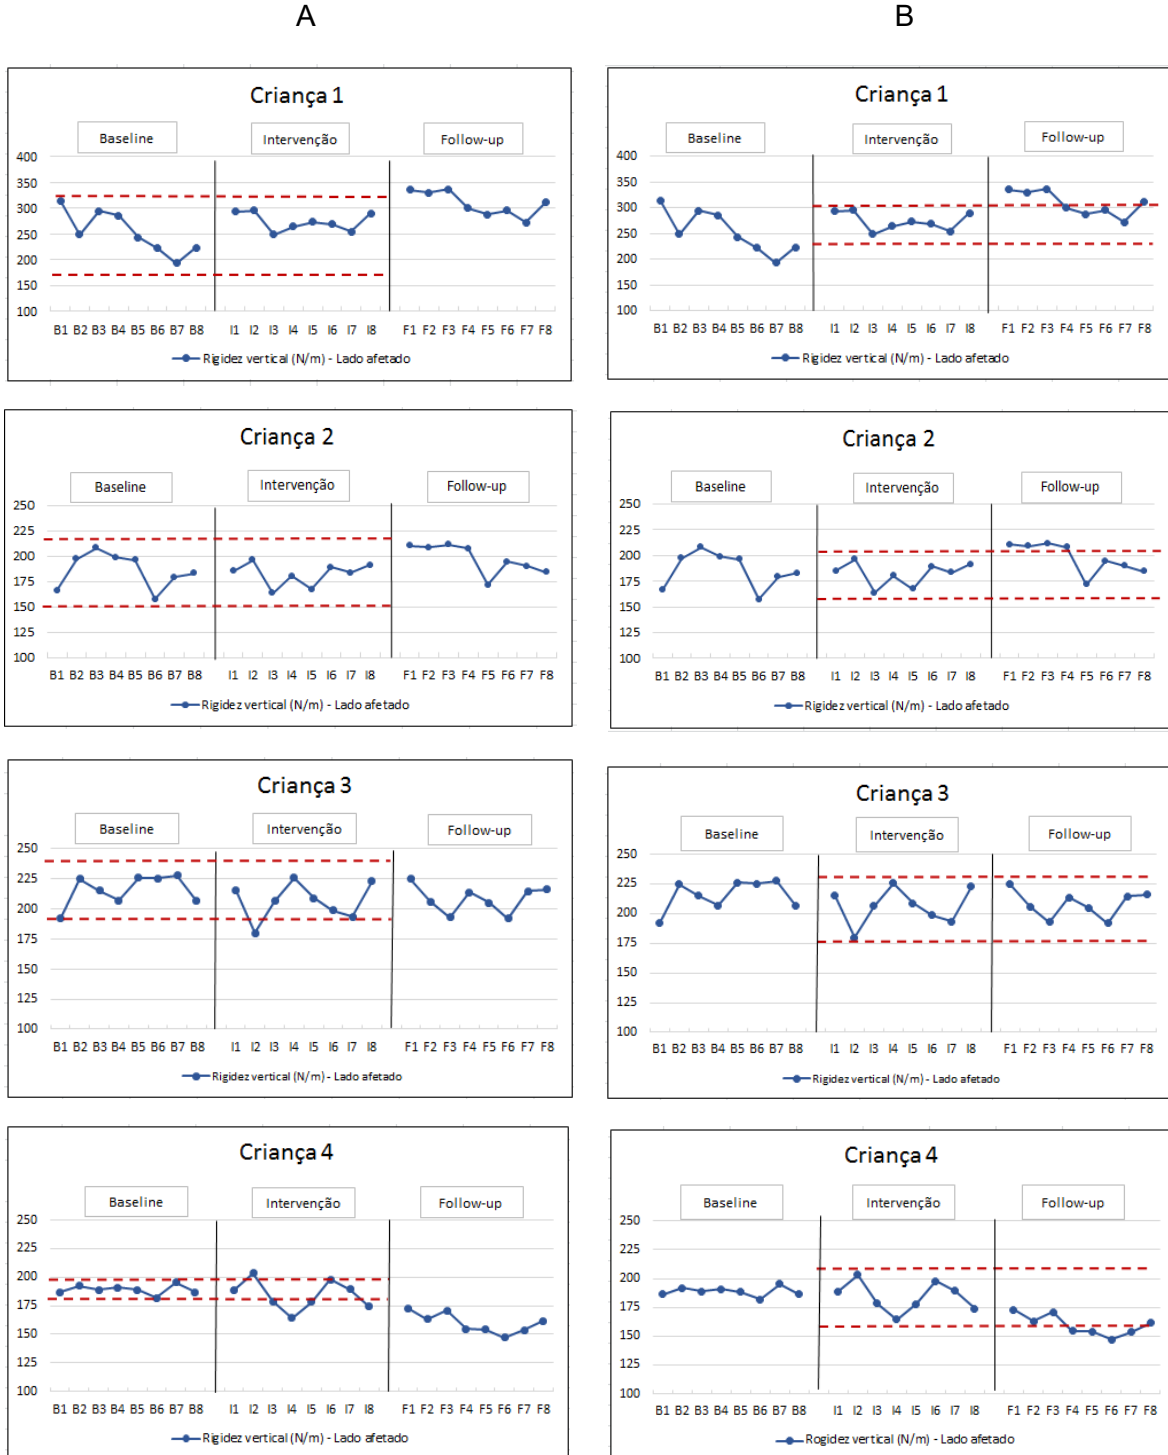 A
B
Criança 1
Baseline Intervenção Follow-up
400
350
300
250
200
150
100
B1 B2 B3 B4 B5 B6 B7 B8 I1 I2 I3 I4 I5 I6 I7 I8 F1 F2 F3 F4 F5 F6 F7 F8
Rigidez vertical (N/m) - Lado afetado
Criança 1
Baseline Intervenção Follow-up
400
350
300
250
200
150
100
B1 B2 B3 B4 B5 B6 B7 B8 I1 I2 I3 I4 I5 I6 I7 I8 F1 F2 F3 F4 F5 F6 F7 F8
Rigidez vertical (N/m) - Lado afetado
Criança 2
Baseline Intervenção Follow-up
250
225
200
175
150
125
100
B1 B2 B3 B4 B5 B6 B7 B8 I1 I2 I3 I4 I5 I6 I7 I8 F1 F2 F3 F4 F5 F6 F7 F8
Rigidez vertical (N/m) - Lado afetado
Criança 2
Baseline Intervenção Follow-up
250
225
200
175
150
125
100
B1 B2 B3 B4 B5 B6 B7 B8 I1 I2 I3 I4 I5 I6 I7 I8 F1 F2 F3 F4 F5 F6 F7 F8
Rigidez vertical (N/m) - Lado afetado
Criança 3
Baseline Intervenção Follow-up
250
225
200
175
150
125
100
B1 B2 B3 B4 B5 B6 B7 B8 I1 I2 I3 I4 I5 I6 I7 I8 F1 F2 F3 F4 F5 F6 F7 F8
Rigidez vertical (N/m) - Lado afetado
Criança 3
Baseline Intervenção Follow-up
250
225
200
175
150
125
100
B1 B2 B3 B4 B5 B6 B7 B8 I1 I2 I3 I4 I5 I6 I7 I8 F1 F2 F3 F4 F5 F6 F7 F8
Rigidez vertical (N/m) - Lado afetado
Criança 4
Baseline Intervenção Follow-up
250
225
200
175
150
125
100
B1 B2 B3 B4 B5 B6 B7 B8 I1 I2 I3 I4 I5 I6 I7 I8 F1 F2 F3 F4 F5 F6 F7 F8
Rigidez vertical (N/m) - Lado afetado
Criança 4
Baseline Intervenção Follow-up
250
225
200
175
150
125
100
B1 B2 B3 B4 B5 B6 B7 B8 I1 I2 I3 I4 I5 I6 I7 I8 F1 F2 F3 F4 F5 F6 F7 F8
Rogidez vertical (N/m) - Lado afetado